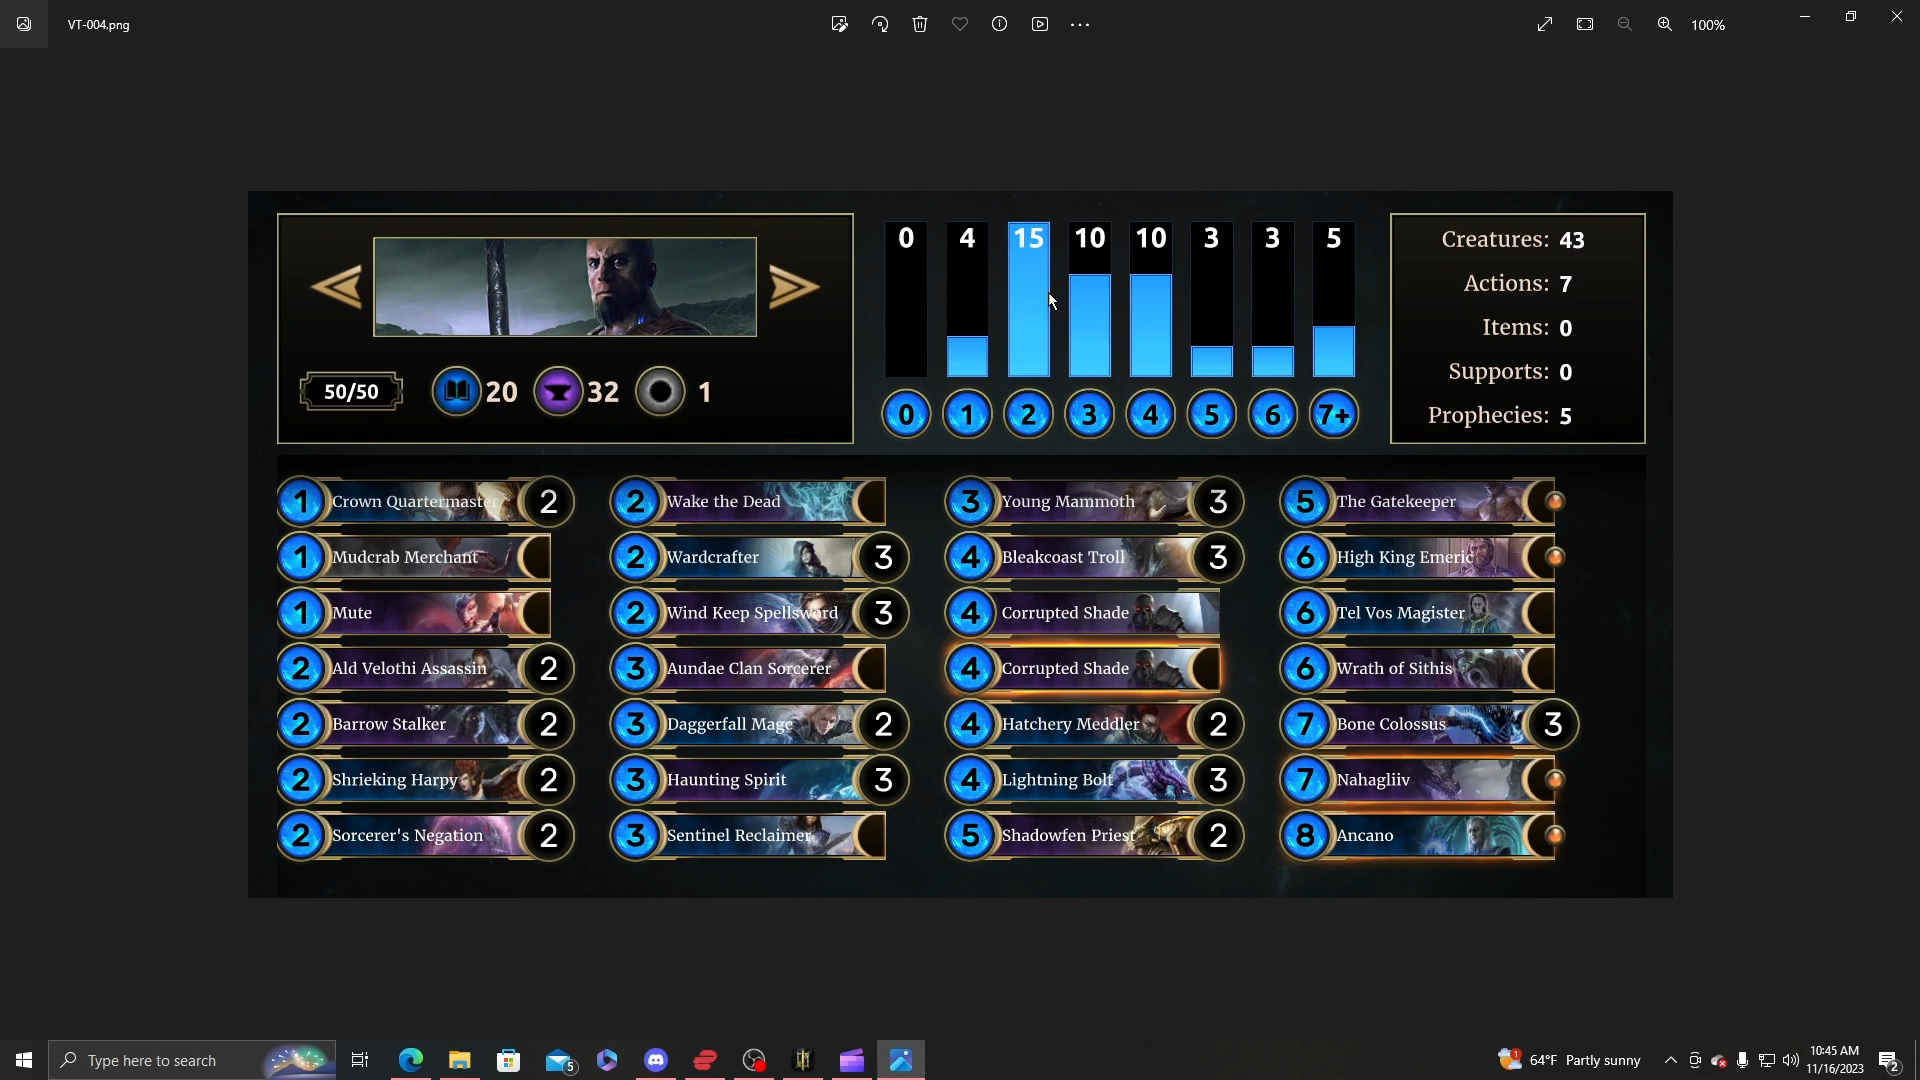 VT-004.png
100%
50/50
20
32
1
0
4
15
10
10
3
3
5
0
1
2
3
4
5
6
7+
Creatures: 43
Actions: 7
Items: 0
Supports: 0
Prophecies: 5
1 Crown Quartermaster 2
1 Mudcrab Merchant
1 Mute
2 Ald Velothi Assassin 2
2 Barrow Stalker 2
2 Shrieking Harpy 2
2 Sorcerer's Negation 2
2 Wake the Dead
2 Wardcrafter 3
2 Wind Keep Spellsword 3
3 Aundae Clan Sorcerer
3 Daggerfall Mage 2
3 Haunting Spirit 3
3 Sentinel Reclaimer
3 Young Mammoth 3
4 Bleakcoast Troll 3
4 Corrupted Shade
4 Corrupted Shade
4 Hatchery Meddler 2
4 Lightning Bolt 3
5 Shadowfen Priest 2
5 The Gatekeeper
6 High King Emeric
6 Tel Vos Magister
6 Wrath of Sithis
7 Bone Colossus 3
7 Nahagliiv
8 Ancano
Type here to search
5
1
64°F Partly sunny
10:45 AM
11/16/2023
2